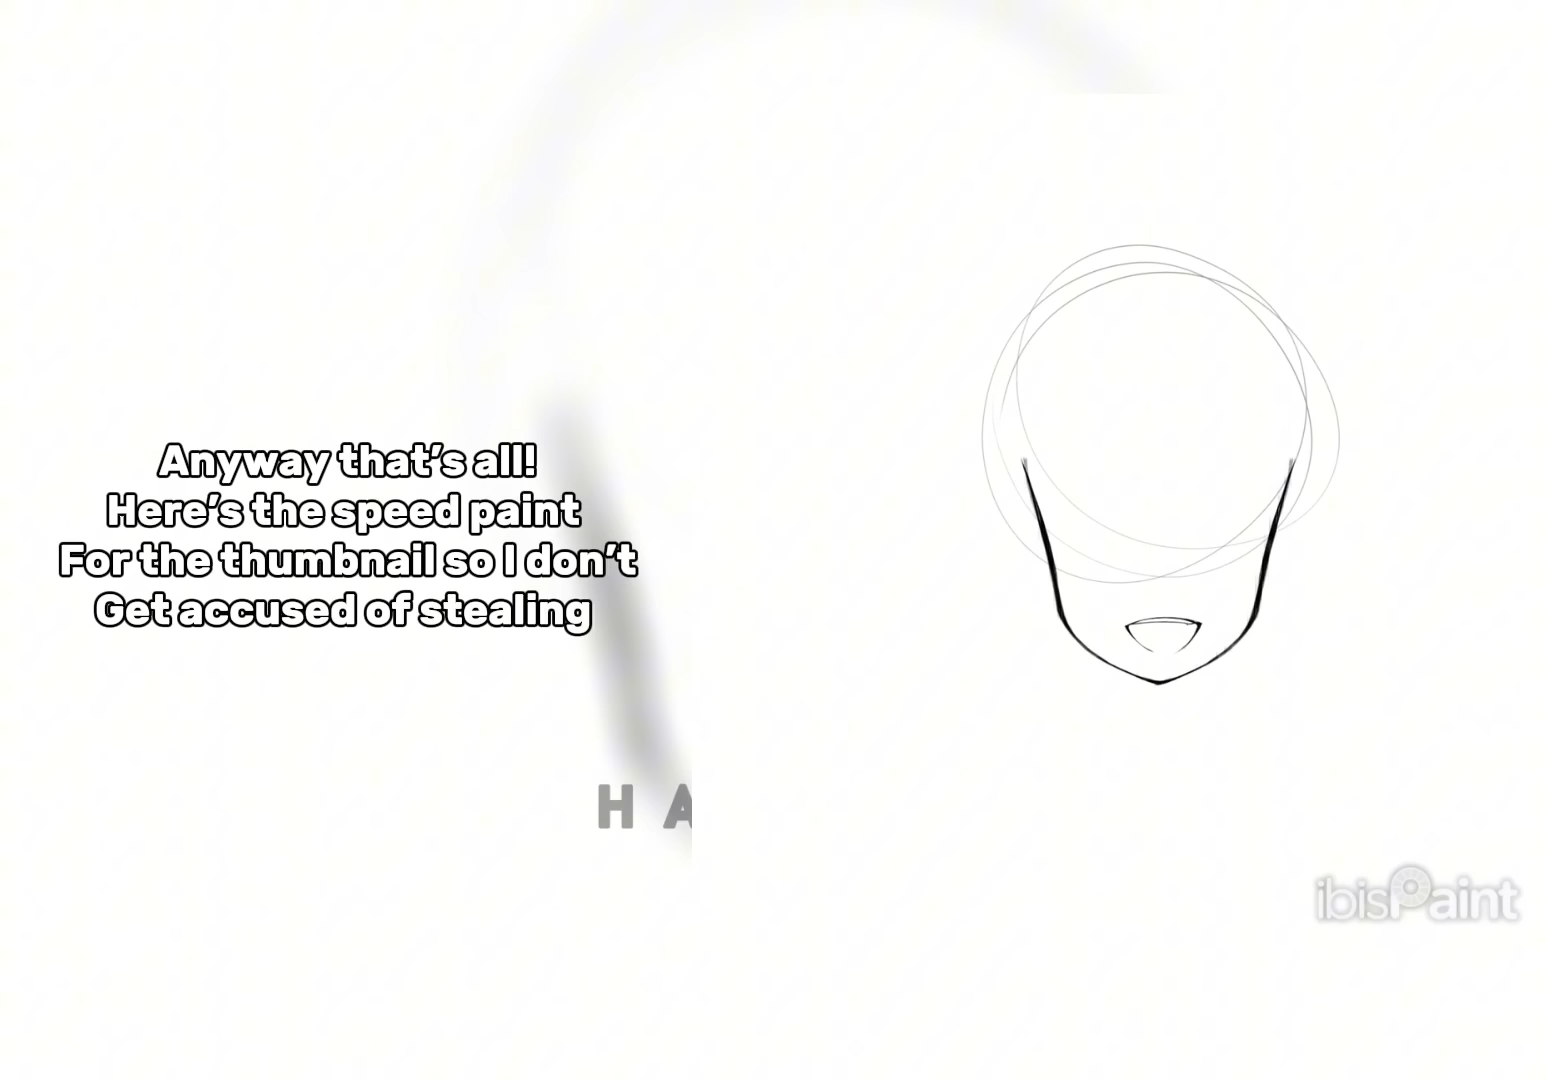 Anyway that's all!
Here's the speed paint
For the thumbnail so I don't
Get accused of stealing
H A
ibisPaint